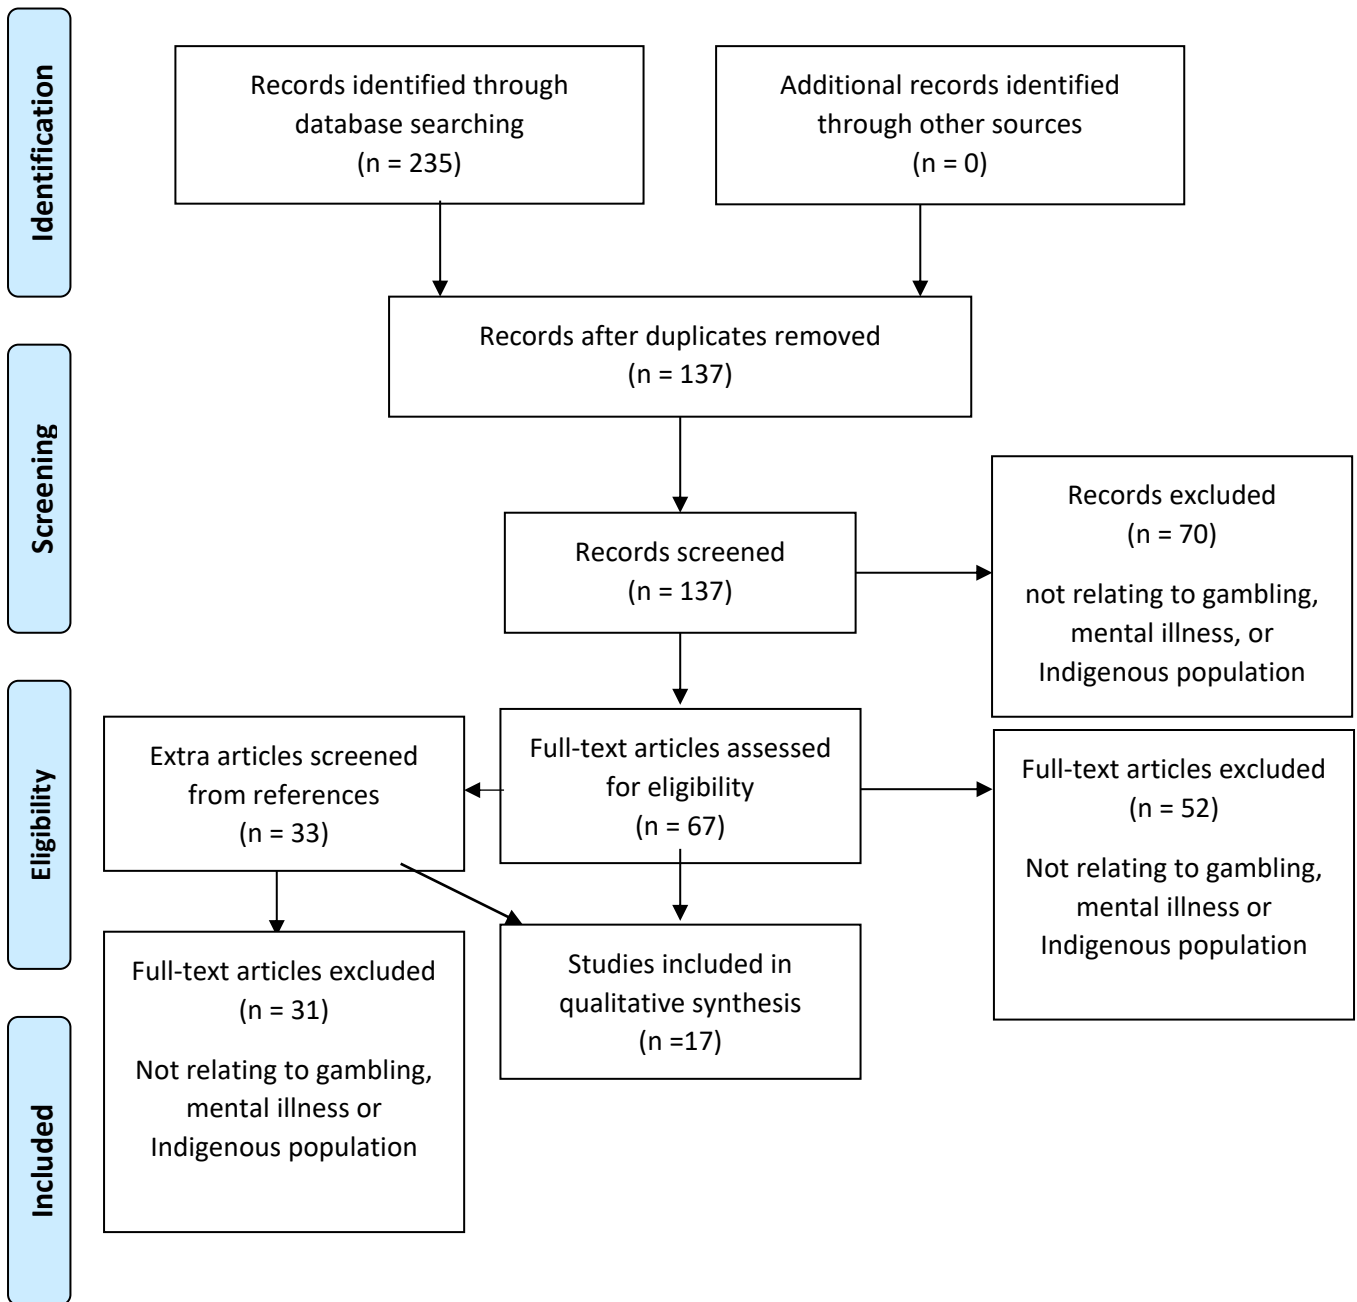 Identification
Records identified through
database searching
(n = 235)
Additional records identified
through other sources
(n = 0)
Records after duplicates removed
(n = 137)
Screening
Records screened
(n = 137)
Records excluded
(n = 70)
not relating to gambling,
mental illness, or
Indigenous population
Eligibility
Extra articles screened
from references
(n = 33)
Full-text articles assessed
for eligibility
(n = 67)
Full-text articles excluded
(n = 52)
Not relating to gambling,
mental illness or
Indigenous population
Full-text articles excluded
(n = 31)
Not relating to gambling,
mental illness or
Indigenous population
Studies included in
qualitative synthesis
(n =17)
Included